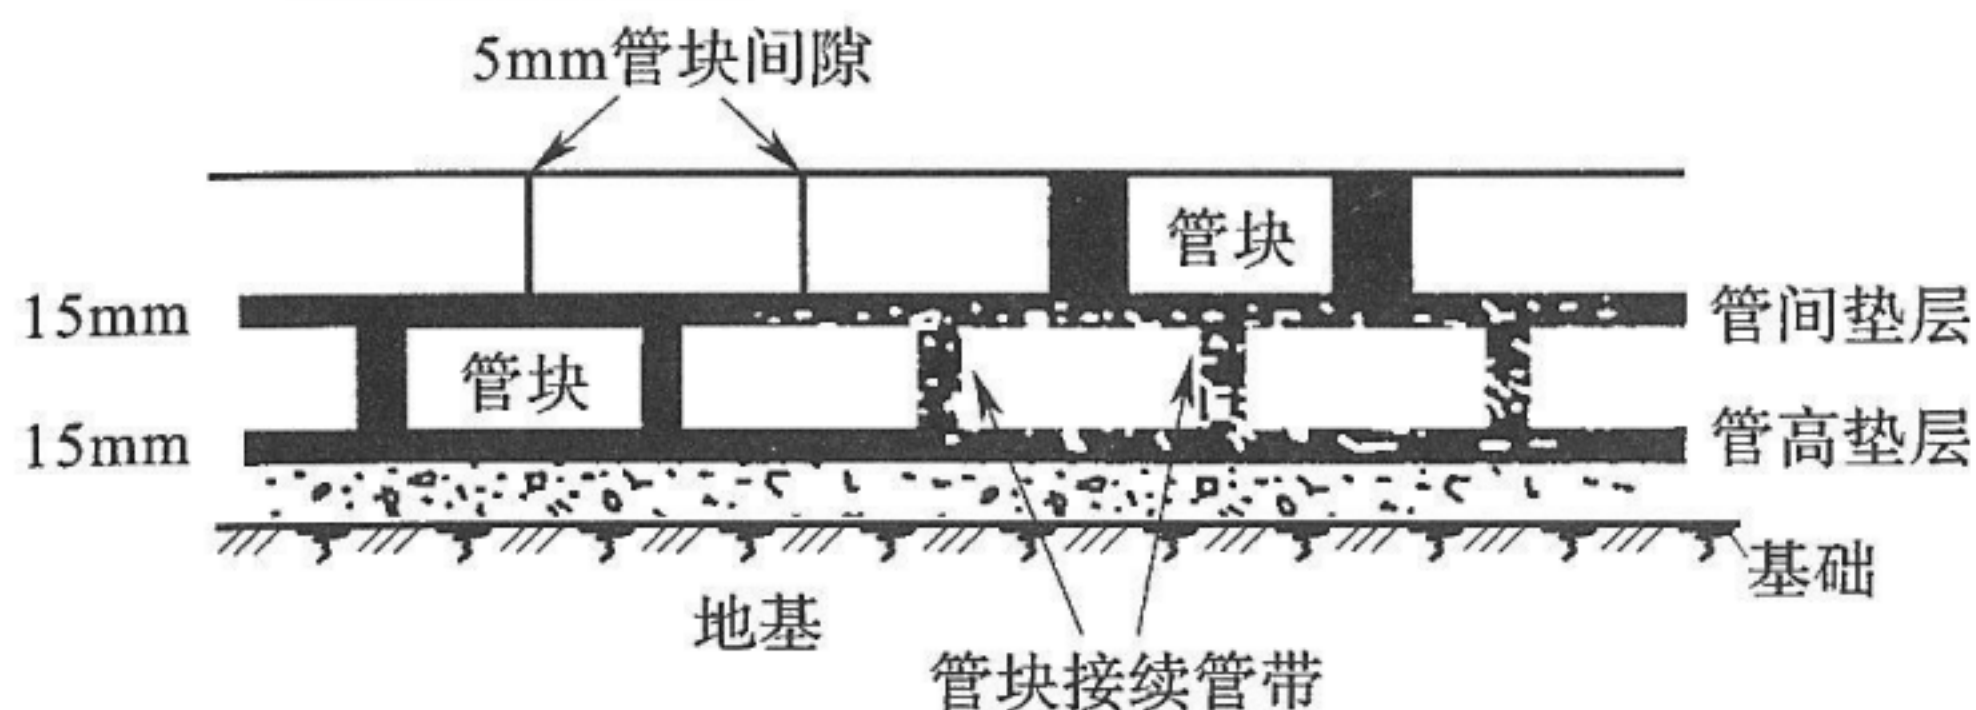 5mm管块间隙
管块
15mm
管间垫层
管块
15mm
管高垫层
基础
地基
管块接续管带